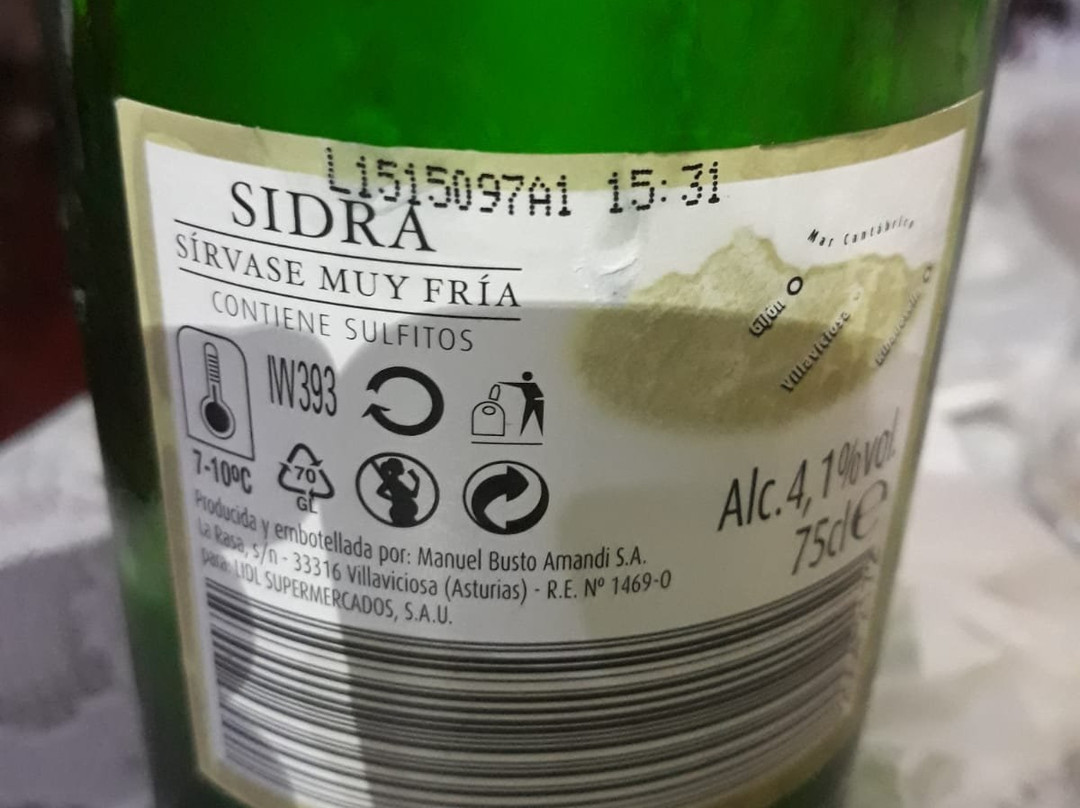 L1515097A1 15:31
SIDRA
SÍRVASE MUY FRÍA
CONTIENE SULFITOS
Mar Cantábrico
Gijón
Villaviciosa
IW393
7-10ºC
70
GL
Alc.4,1%vol.
75cl e
Producida y embotellada por: Manuel Busto Amandi S.A.
La Rasa, s/n - 33316 Villaviciosa (Asturias) - R.E. Nº 1469-O
para: LIDL SUPERMERCADOS, S.A.U.